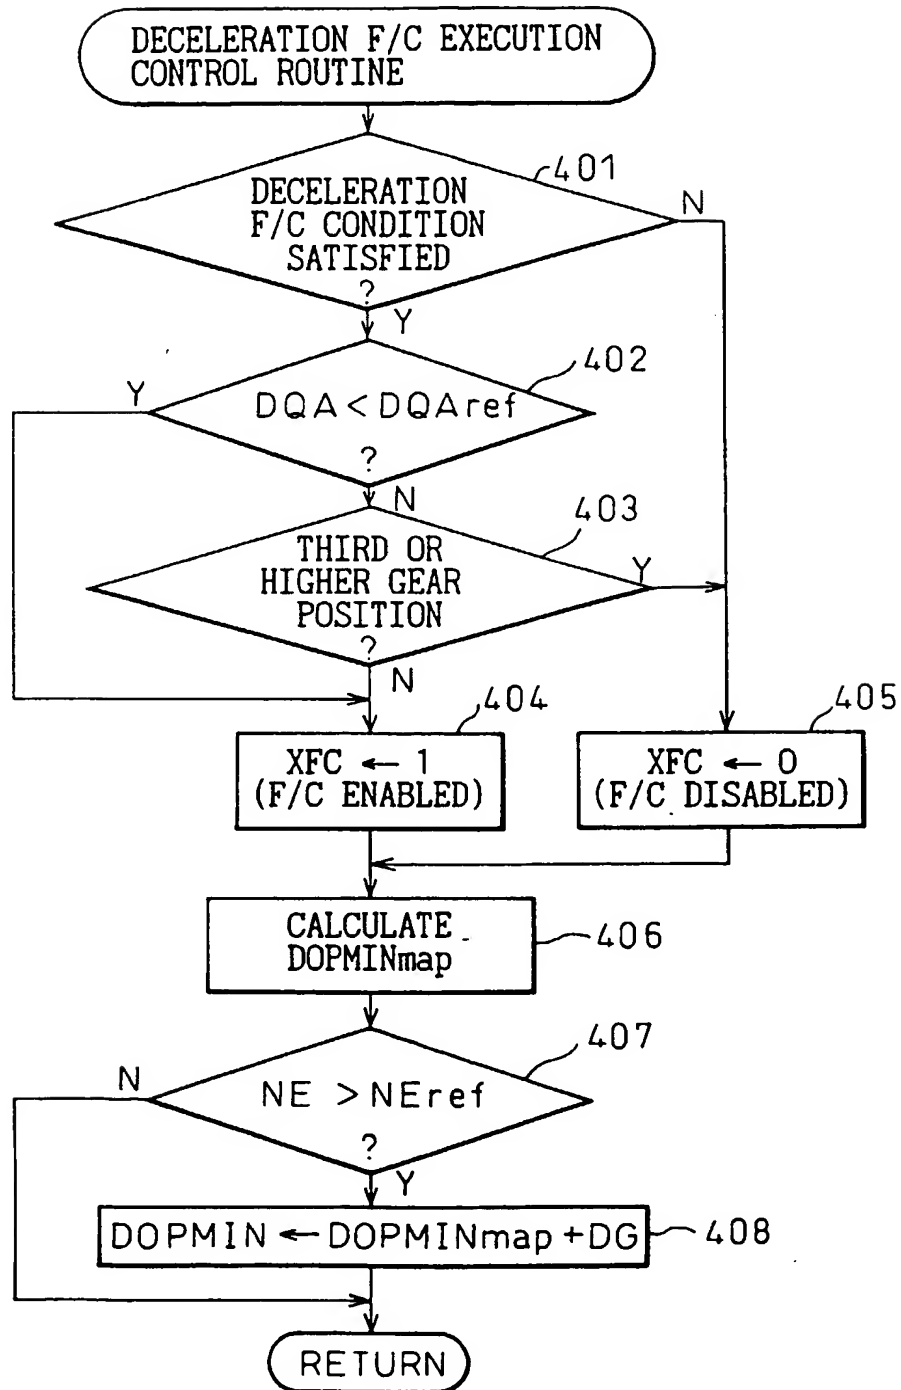 DECELERATION F/C EXECUTION
CONTROL ROUTINE
401
DECELERATION
F/C CONDITION
SATISFIED
?
N
Y
402
Y
DQA < DQAref
?
N
403
THIRD OR
HIGHER GEAR
POSITION
?
Y
N
404
405
XFC ← 1
(F/C ENABLED)
XFC ← 0
(F/C DISABLED)
CALCULATE
DOPMINmap
406
407
N
NE > NEref
?
Y
DOPMIN ← DOPMINmap + DG
408
RETURN